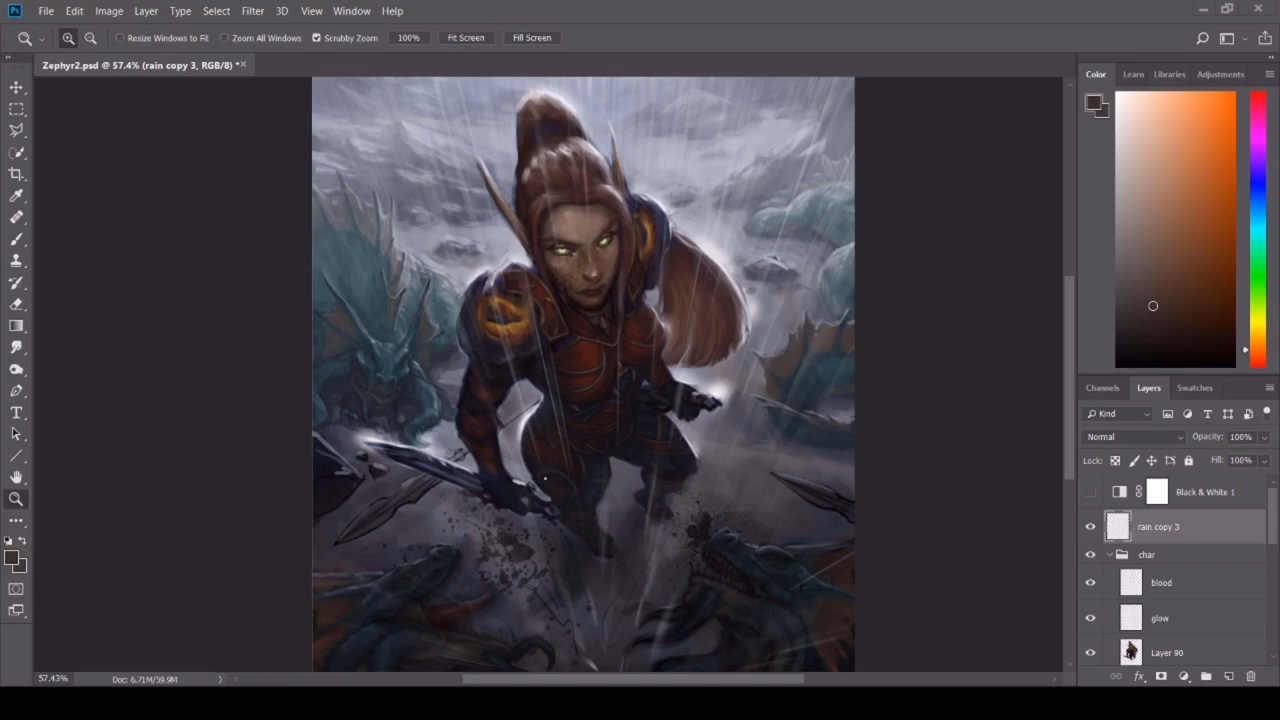 Ps File Edit Image Layer Type Select Filter 3D View Window Help
Resize Windows to Fit Zoom All Windows Scrubby Zoom 100% Fit Screen Fill Screen
Zephyr2.psd @ 57.4% (rain copy 3, RGB/8) *
Color Learn Libraries Adjustments
Channels Layers Swatches
Kind
Normal Opacity: 100%
Lock: Fill: 100%
Black & White 1
rain copy 3
char
blood
glow
Layer 90
fx
57.43% Doc: 6.71M/59.9M